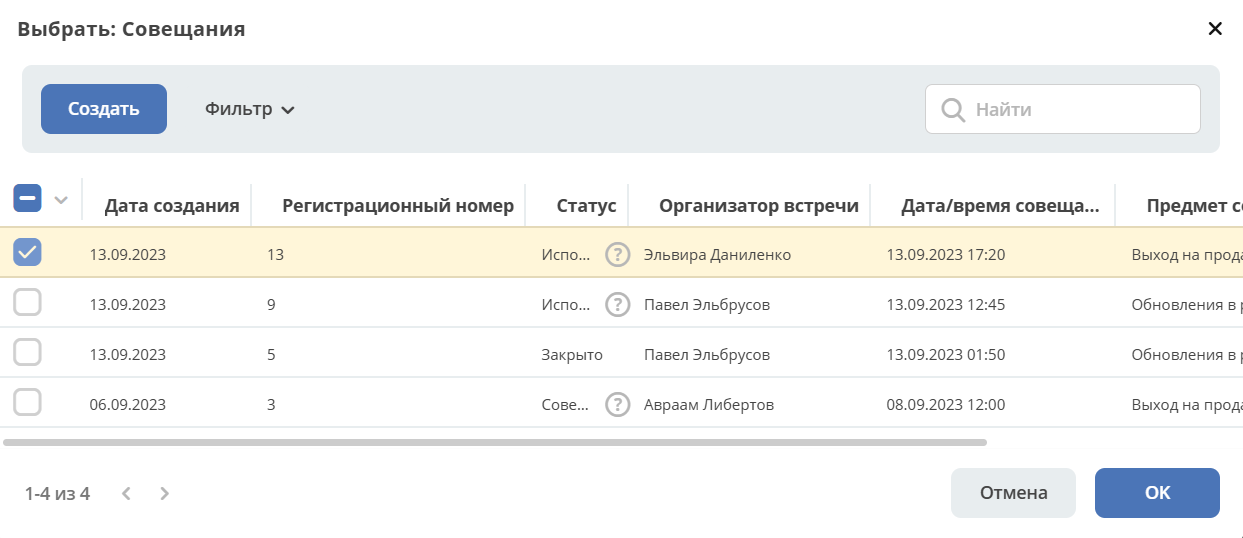 Выбрать: Совещания
Создать Фильтр Найти
Дата создания Регистрационный номер Статус Организатор встречи Дата/время совеща... Предмет со
13.09.2023 13 Испо... ? Эльвира Даниленко 13.09.2023 17:20 Выход на прода
13.09.2023 9 Испо... ? Павел Эльбрусов 13.09.2023 12:45 Обновления в р
13.09.2023 5 Закрыто Павел Эльбрусов 13.09.2023 01:50 Обновления в р
06.09.2023 3 Сове... ? Авраам Либертов 08.09.2023 12:00 Выход на прода
1-4 из 4 Отмена OK